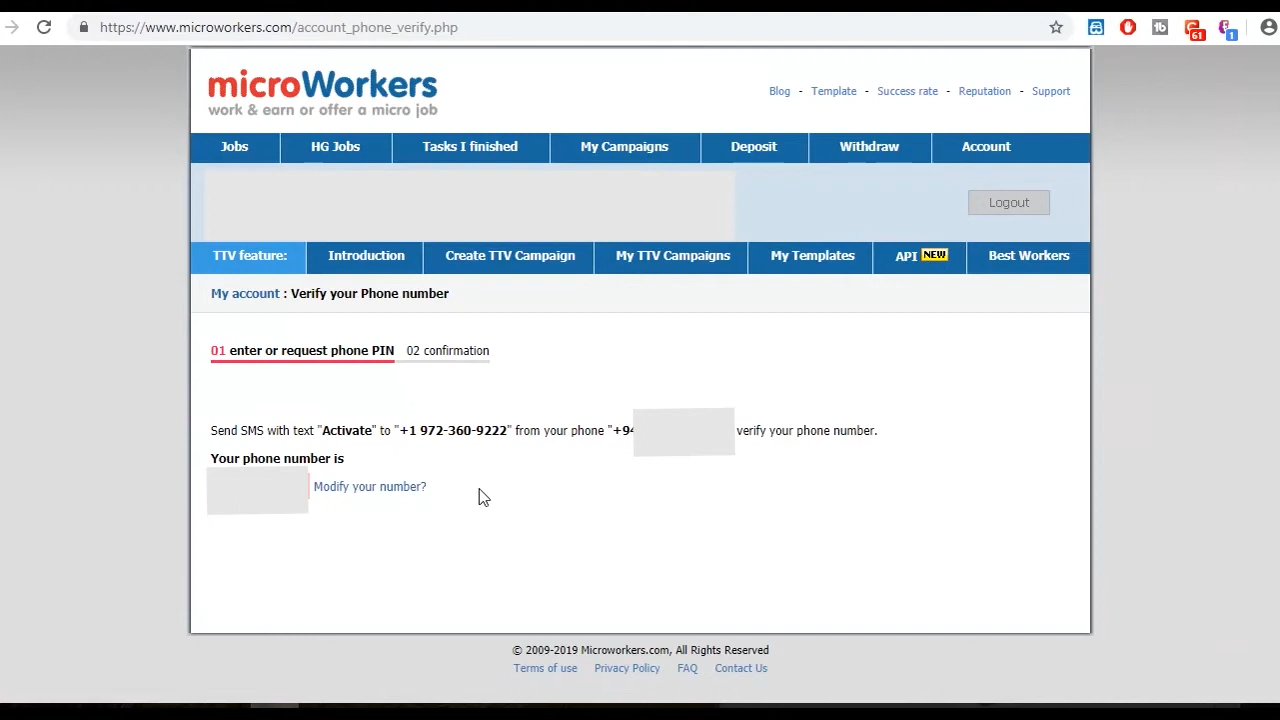 https://www.microworkers.com/account_phone_verify.php
61
1
microWorkers
work & earn or offer a micro job
Blog - Template - Success rate - Reputation - Support
Jobs HG Jobs Tasks I finished My Campaigns Deposit Withdraw Account
Logout
TTV feature: Introduction Create TTV Campaign My TTV Campaigns My Templates API NEW Best Workers
My account : Verify your Phone number
01 enter or request phone PIN 02 confirmation
Send SMS with text "Activate" to "+1 972-360-9222" from your phone "+94 verify your phone number.
Your phone number is
Modify your number?
© 2009-2019 Microworkers.com, All Rights Reserved
Terms of use Privacy Policy FAQ Contact Us